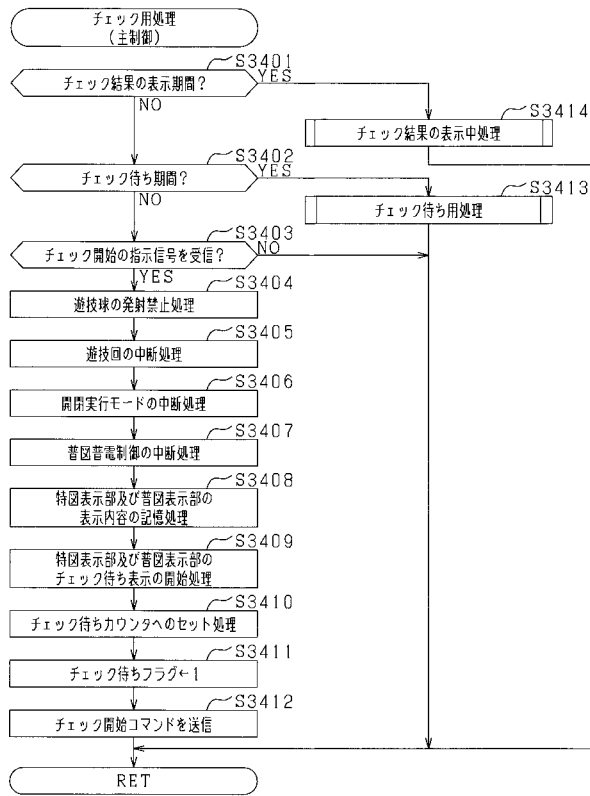 チェック用処理
(主制御)
S3401
チェック結果の表示期間?
YES
NO
S3414
チェック結果の表示中処理
S3402
チェック待ち期間?
YES
NO
S3413
チェック待ち用処理
S3403
チェック開始の指示信号を受信?
NO
YES
S3404
遊技球の発射禁止処理
S3405
遊技回の中断処理
S3406
開閉実行モードの中断処理
S3407
普図普電制御の中断処理
S3408
特図表示部及び普図表示部の
表示内容の記憶処理
S3409
特図表示部及び普図表示部の
チェック待ち表示の開始処理
S3410
チェック待ちカウンタへのセット処理
S3411
チェック待ちフラグ←1
S3412
チェック開始コマンドを送信
RET